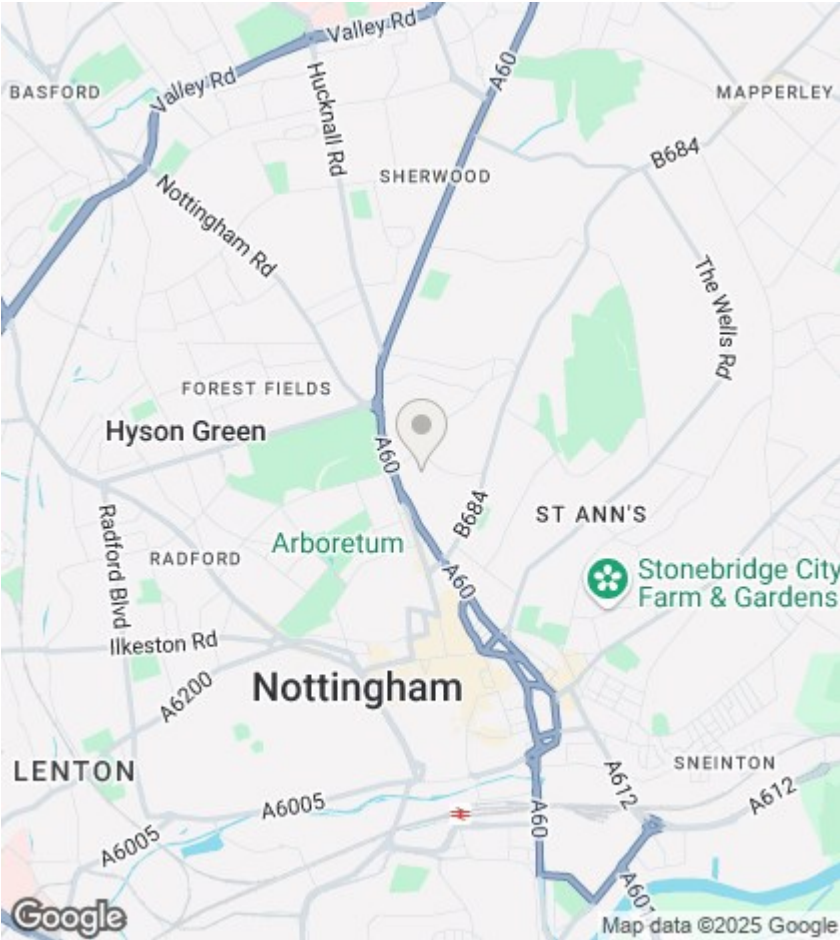 Valley Rd
BASFORD
Valley Rd
Hucknall Rd
A60
MAPPERLEY
B684
SHERWOOD
Nottingham Rd
The Wells Rd
FOREST FIELDS
Hyson Green
A60
B684
ST ANN'S
Radford Blvd
Arboretum
RADFORD
A60
Stonebridge City
Farm & Gardens
Ilkeston Rd
A6200
Nottingham
LENTON
SNEINTON
A612
A612
A6005
A60
A6005
A601
Google
Map data ©2025 Google